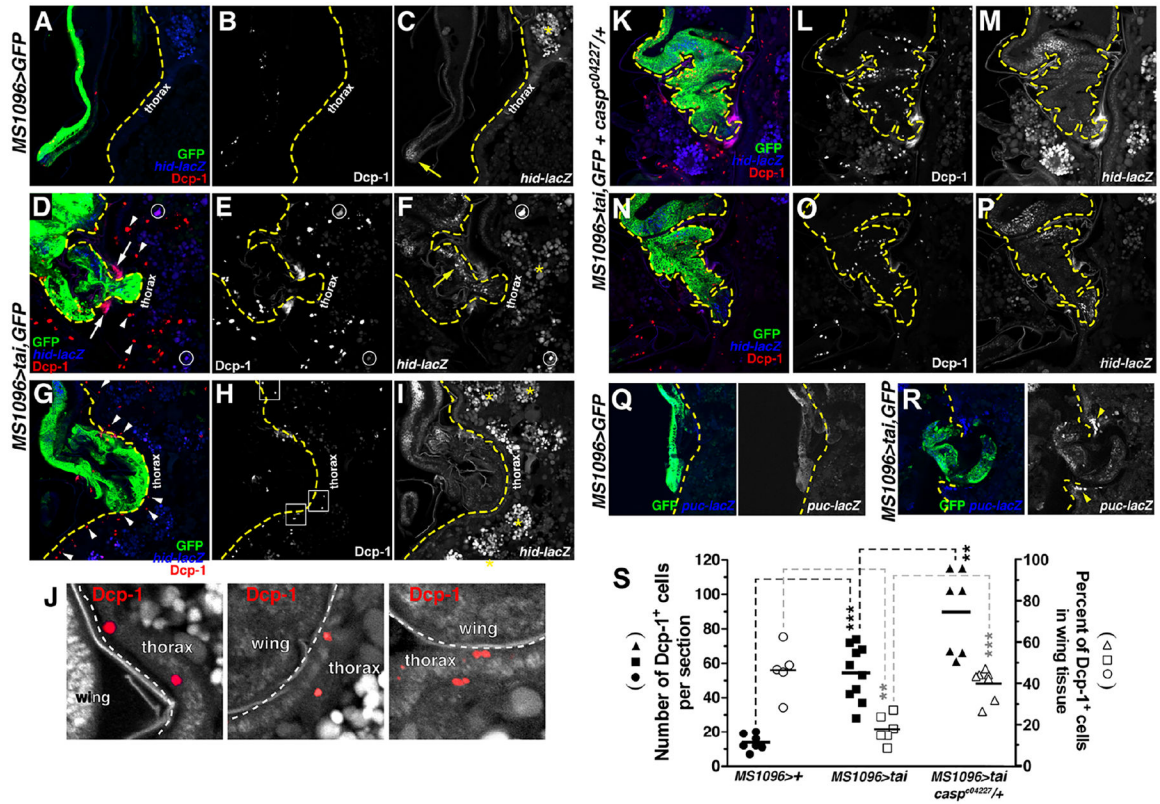 MS1096>GFP
A
B
C
thorax
GFP
hid-lacZ
Dcp-1
thorax
Dcp-1
thorax
hid-lacZ
*
MS1096>tai,GFP
D
E
F
thorax
GFP
hid-lacZ
Dcp-1
thorax
Dcp-1
thorax
hid-lacZ
*
G
H
I
thorax
GFP
hid-lacZ
Dcp-1
thorax
Dcp-1
thorax
hid-lacZ
* * * *
J
Dcp-1
thorax
wing
Dcp-1
wing
thorax
Dcp-1
wing
thorax
MS1096>tai,GFP + casp^c04227/+
K
L
M
GFP
hid-lacZ
Dcp-1
Dcp-1
hid-lacZ
N
O
P
GFP
hid-lacZ
Dcp-1
Dcp-1
hid-lacZ
MS1096>GFP
Q
GFP puc-lacZ
puc-lacZ
MS1096>tai,GFP
R
GFP puc-lacZ
puc-lacZ
S
Number of Dcp-1+ cells
per section
(▲ ■ ●)
120
100
80
60
40
20
0
***
**
**
***
100
80
60
40
20
0
Percent of Dcp-1+ cells
in wing tissue
(△ □ ○)
MS1096>+
MS1096>tai
MS1096>tai
casp^c04227/+